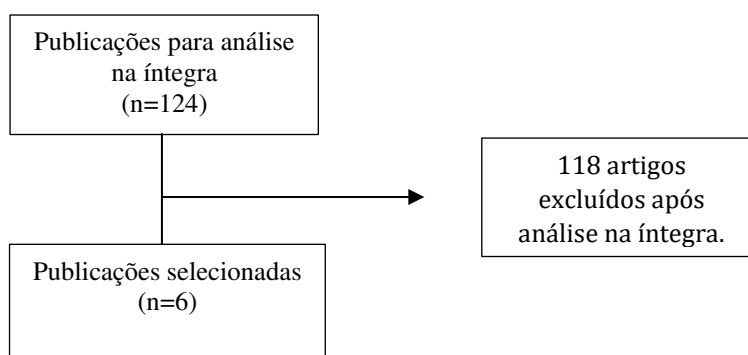 Publicações para análise
na íntegra
(n=124)
118 artigos
excluídos após
análise na íntegra.
Publicações selecionadas
(n=6)